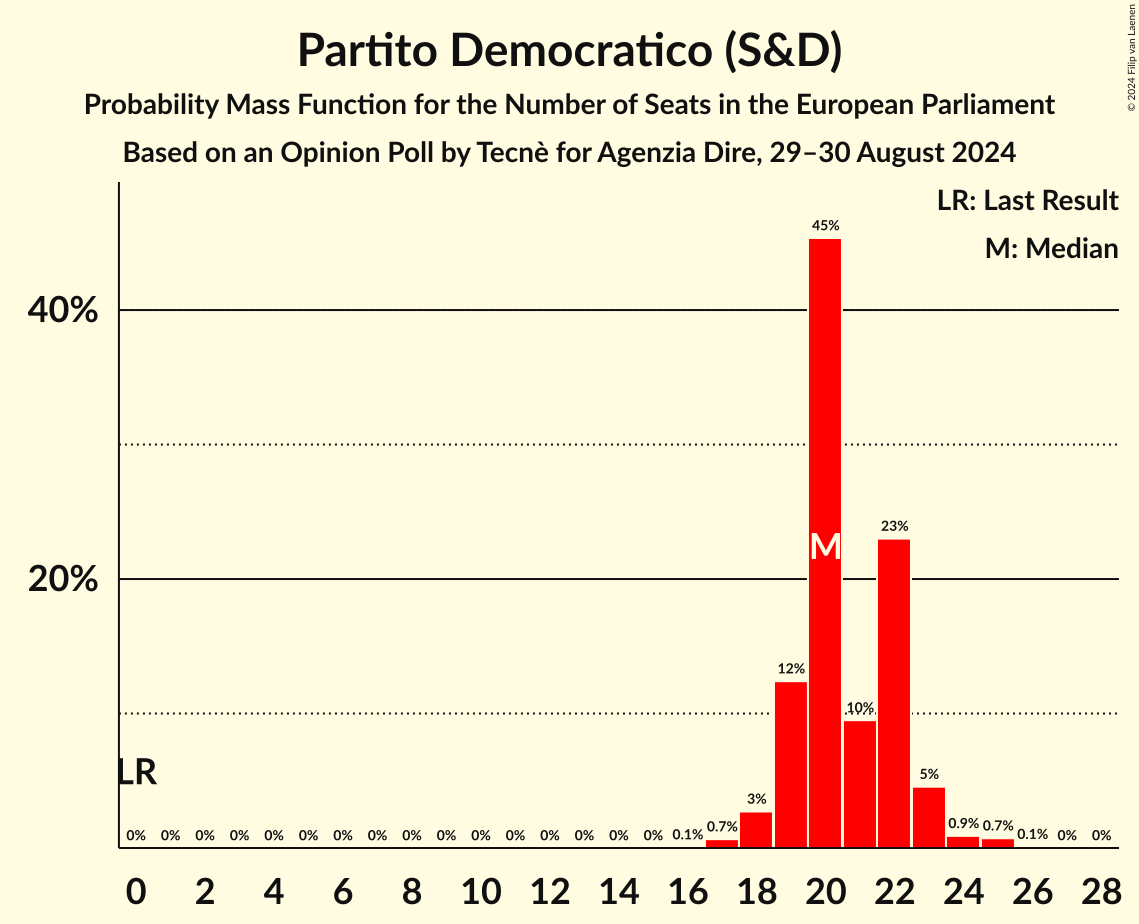 Partito Democratico (S&D)
Probability Mass Function for the Number of Seats in the European Parliament
Based on an Opinion Poll by Tecnè for Agenzia Dire, 29–30 August 2024
© 2024 Filip van Laenen
LR: Last Result
M: Median
45%
40%
M
23%
20%
12%
10%
LR
5%
3%
0% 0% 0% 0% 0% 0% 0% 0% 0% 0% 0% 0% 0% 0% 0% 0% 0.1% 0.7% 0.9% 0.7% 0.1% 0% 0%
0 2 4 6 8 10 12 14 16 18 20 22 24 26 28